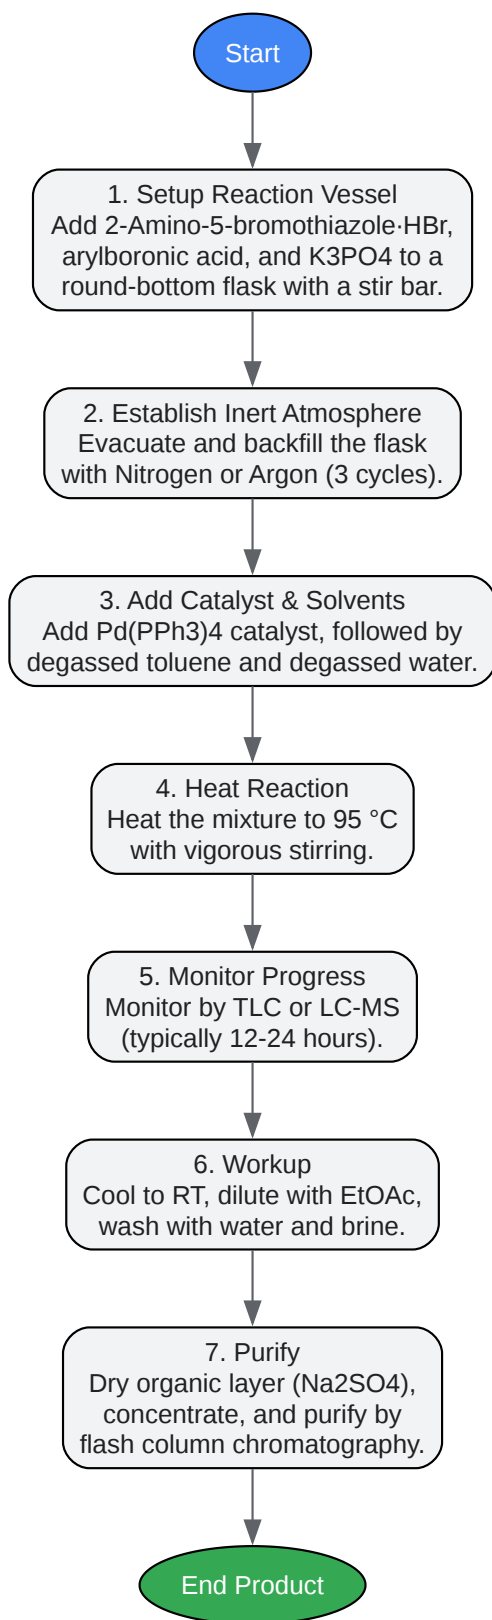 Start
1. Setup Reaction Vessel
Add 2-Amino-5-bromothiazole·HBr,
arylboronic acid, and K3PO4 to a
round-bottom flask with a stir bar.
2. Establish Inert Atmosphere
Evacuate and backfill the flask
with Nitrogen or Argon (3 cycles).
3. Add Catalyst & Solvents
Add Pd(PPh3)4 catalyst, followed by
degassed toluene and degassed water.
4. Heat Reaction
Heat the mixture to 95 °C
with vigorous stirring.
5. Monitor Progress
Monitor by TLC or LC-MS
(typically 12-24 hours).
6. Workup
Cool to RT, dilute with EtOAc,
wash with water and brine.
7. Purify
Dry organic layer (Na2SO4),
concentrate, and purify by
flash column chromatography.
End Product